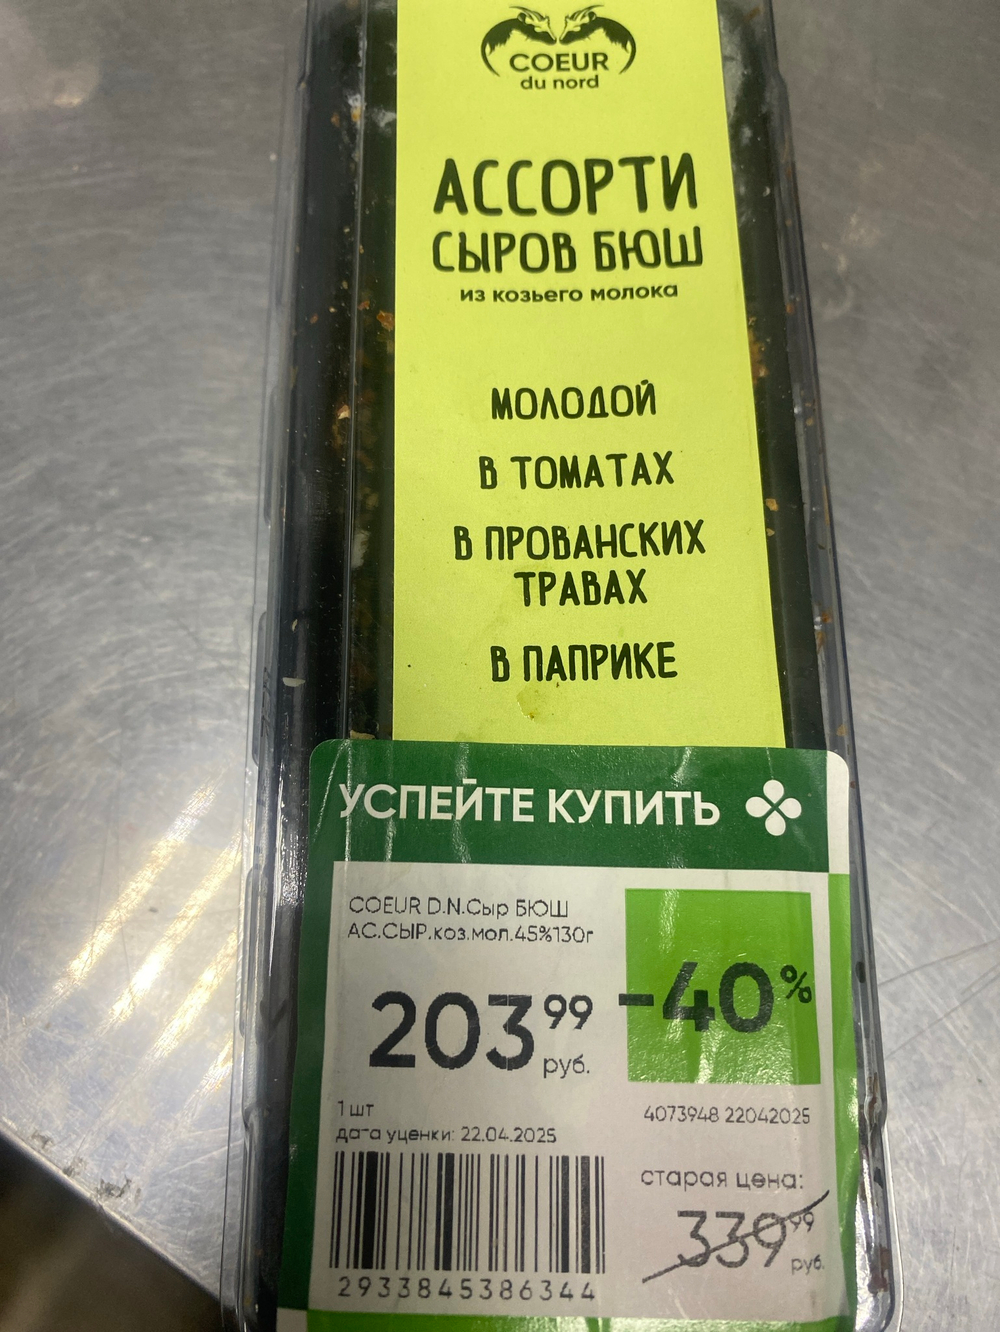 COEUR
du nord
АССОРТИ
СЫРОВ БЮШ
из козьего молока
МОЛОДОЙ
В ТОМАТАХ
В ПРОВАНСКИХ
ТРАВАХ
В ПАПРИКЕ
УСПЕЙТЕ КУПИТЬ
COEUR D.N.Сыр БЮШ
АС.СЫР.коз.мол.45%130г
203 99 руб.
-40%
1 шт
4073948 22042025
дата уценки: 22.04.2025
старая цена:
339 99 руб.
2933845386344